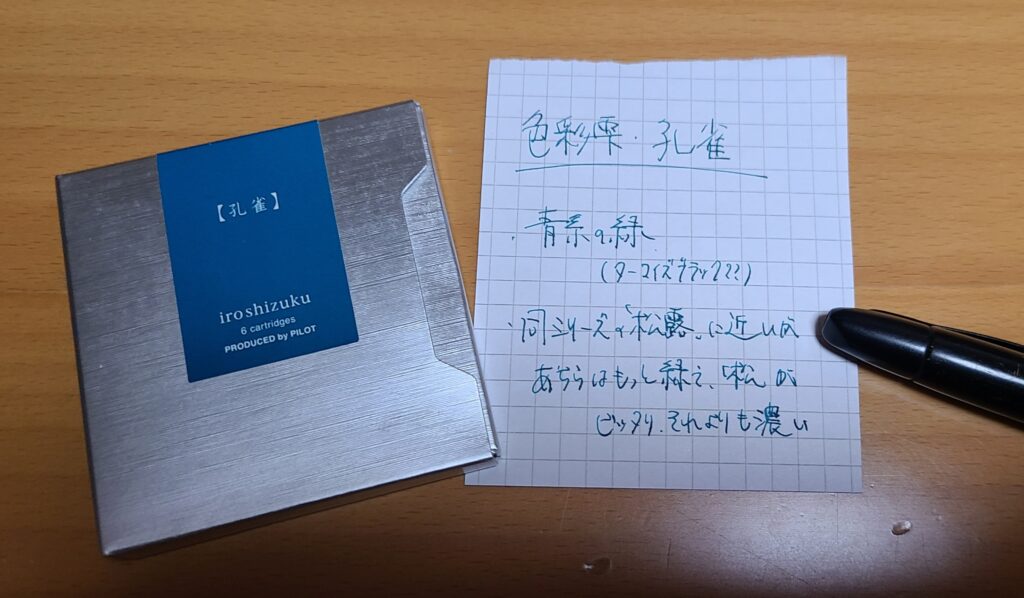 【孔雀】
iroshizuku
6 cartridges
PRODUCED by PILOT
色彩雫・孔雀
・青系の緑
(ターコイズブラック??)
・同シリーズの「松露」に近いが
あちらはもっと緑で、「松」が
ピッタリ、それよりも濃い